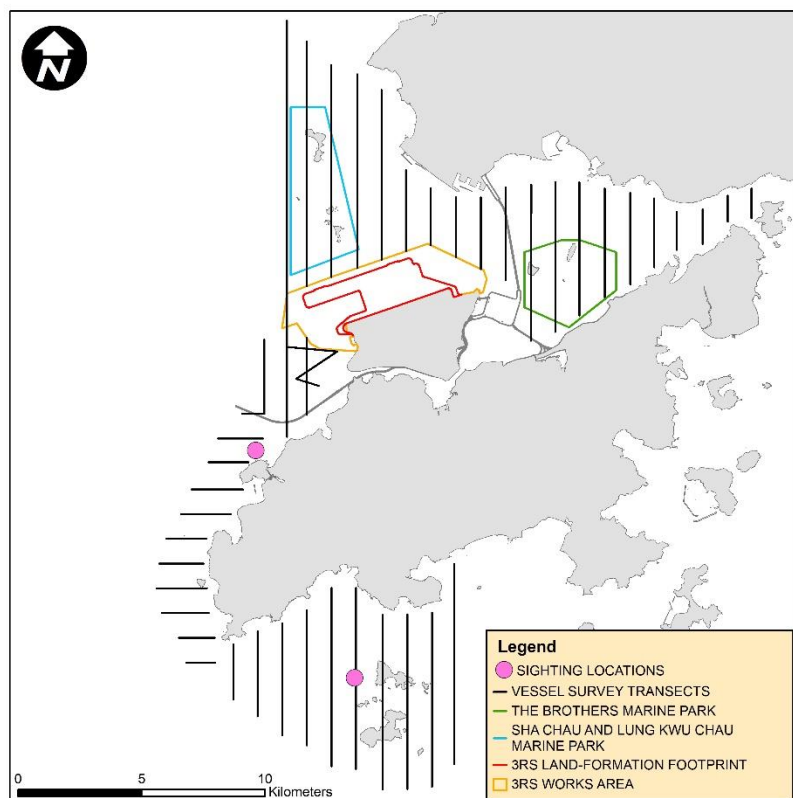 N
Legend
SIGHTING LOCATIONS
VESSEL SURVEY TRANSECTS
THE BROTHERS MARINE PARK
SHA CHAU AND LUNG KWU CHAU
MARINE PARK
3RS LAND-FORMATION FOOTPRINT
3RS WORKS AREA
0 5 10
Kilometers